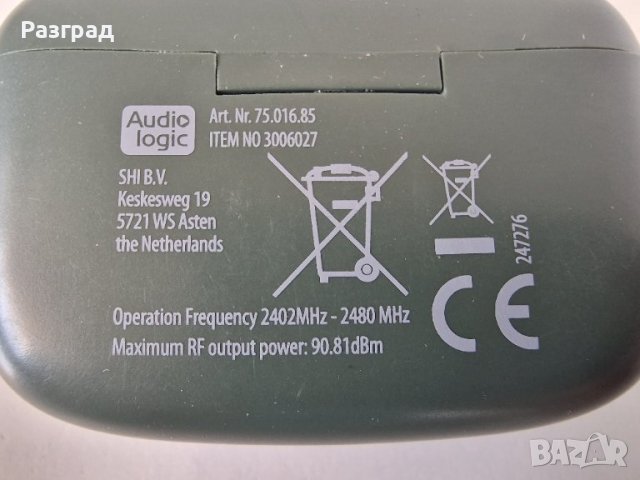 Разград
Audio
logic
Art. Nr. 75.016.85
ITEM NO 3006027
SHI B.V.
Keskesweg 19
5721 WS Asten
the Netherlands
247276
CE
Operation Frequency 2402MHz - 2480 MHz
Maximum RF output power: 90.81dBm
BAZAR